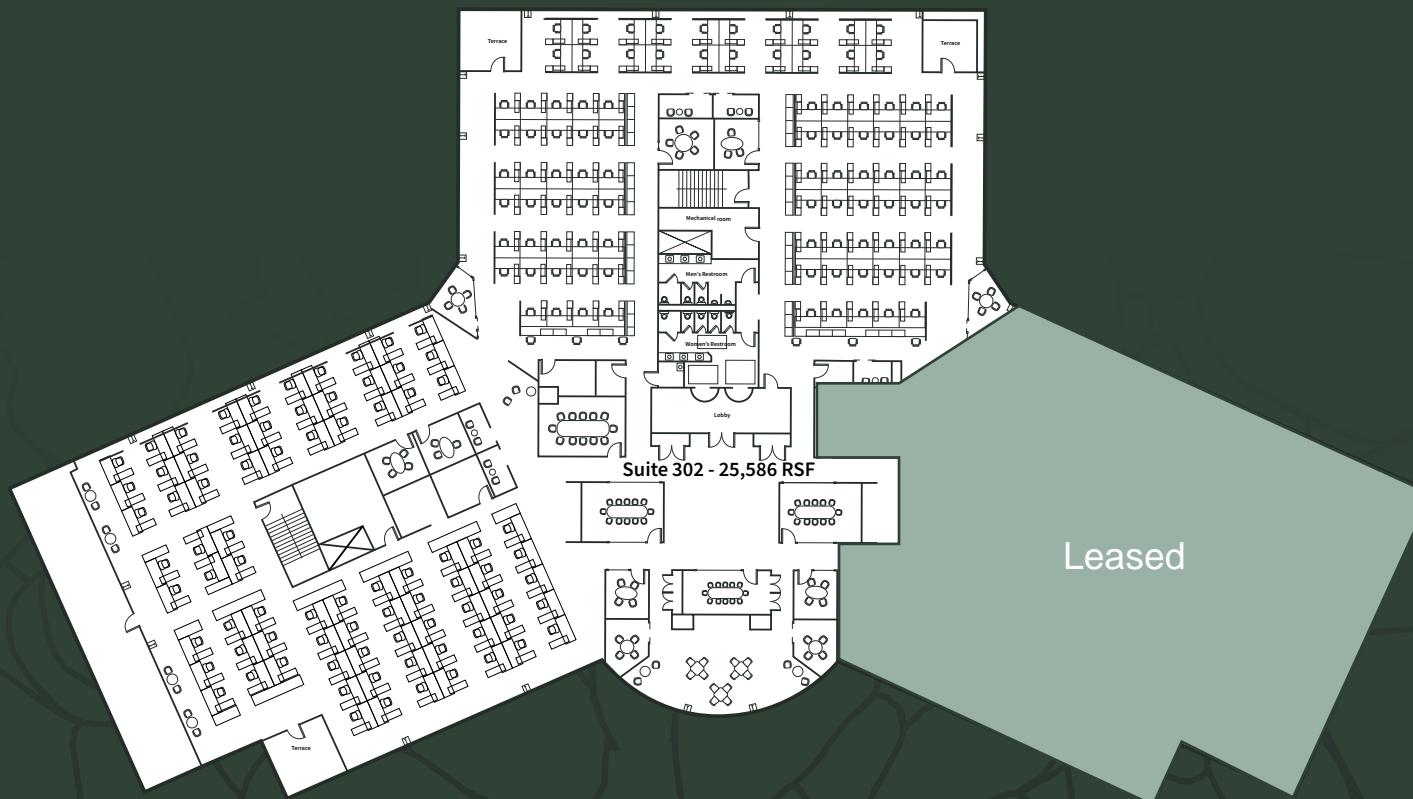 Terrace
Terrace
Mechanical room
Men's Restroom
Women's Restroom
Lobby
Suite 302 - 25,586 RSF
Leased
Terrace